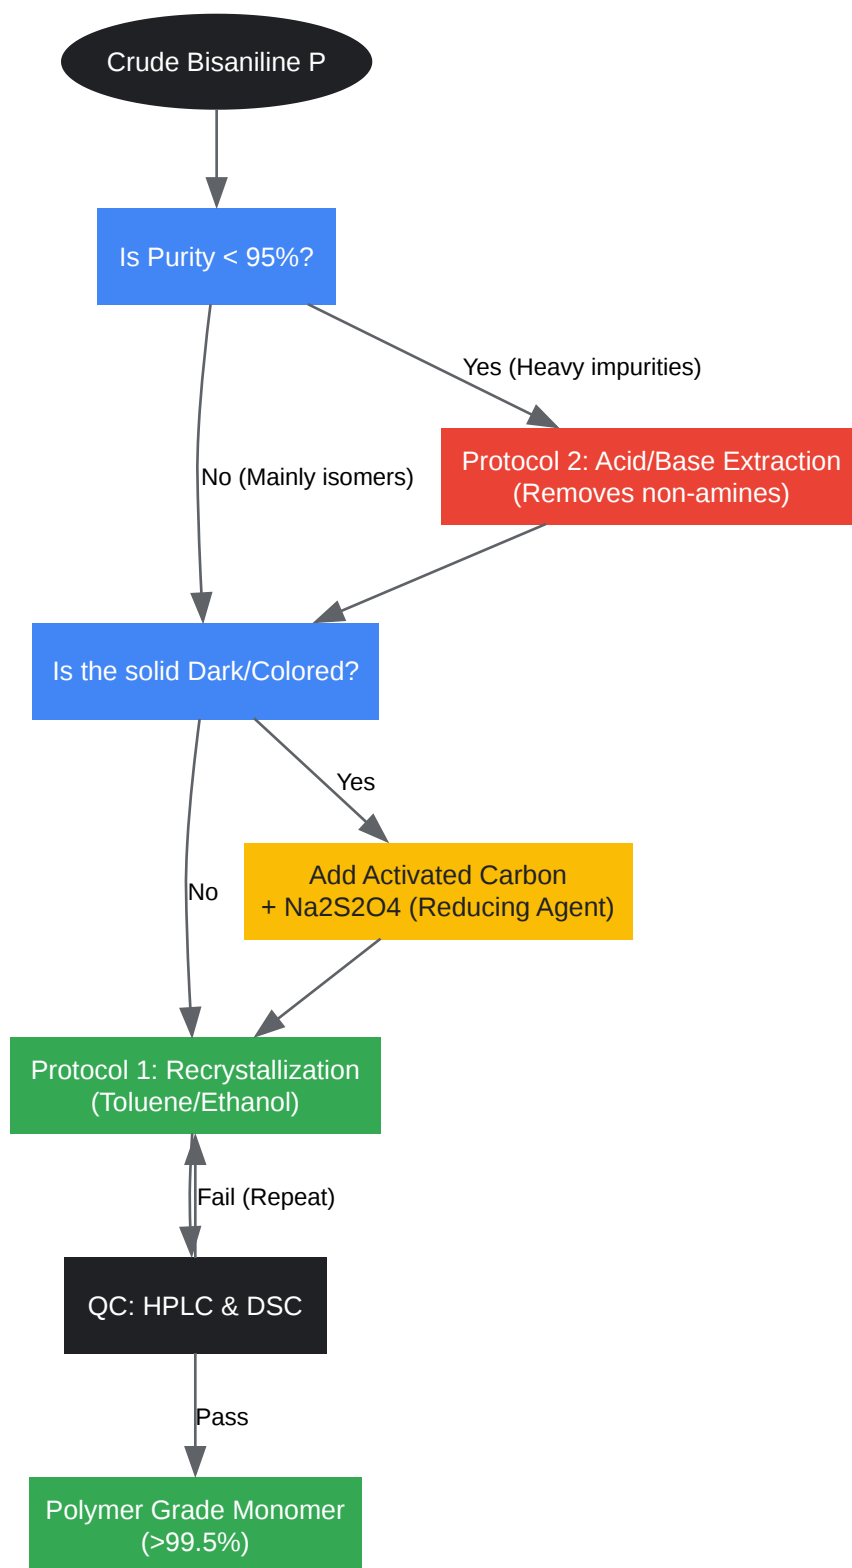 Crude Bisaniline P
Is Purity < 95%?
Yes (Heavy impurities)
Protocol 2: Acid/Base Extraction
(Removes non-amines)
No (Mainly isomers)
Is the solid Dark/Colored?
Yes
Add Activated Carbon
+ Na2S2O4 (Reducing Agent)
No
Protocol 1: Recrystallization
(Toluene/Ethanol)
Fail (Repeat)
QC: HPLC & DSC
Pass
Polymer Grade Monomer
(>99.5%)